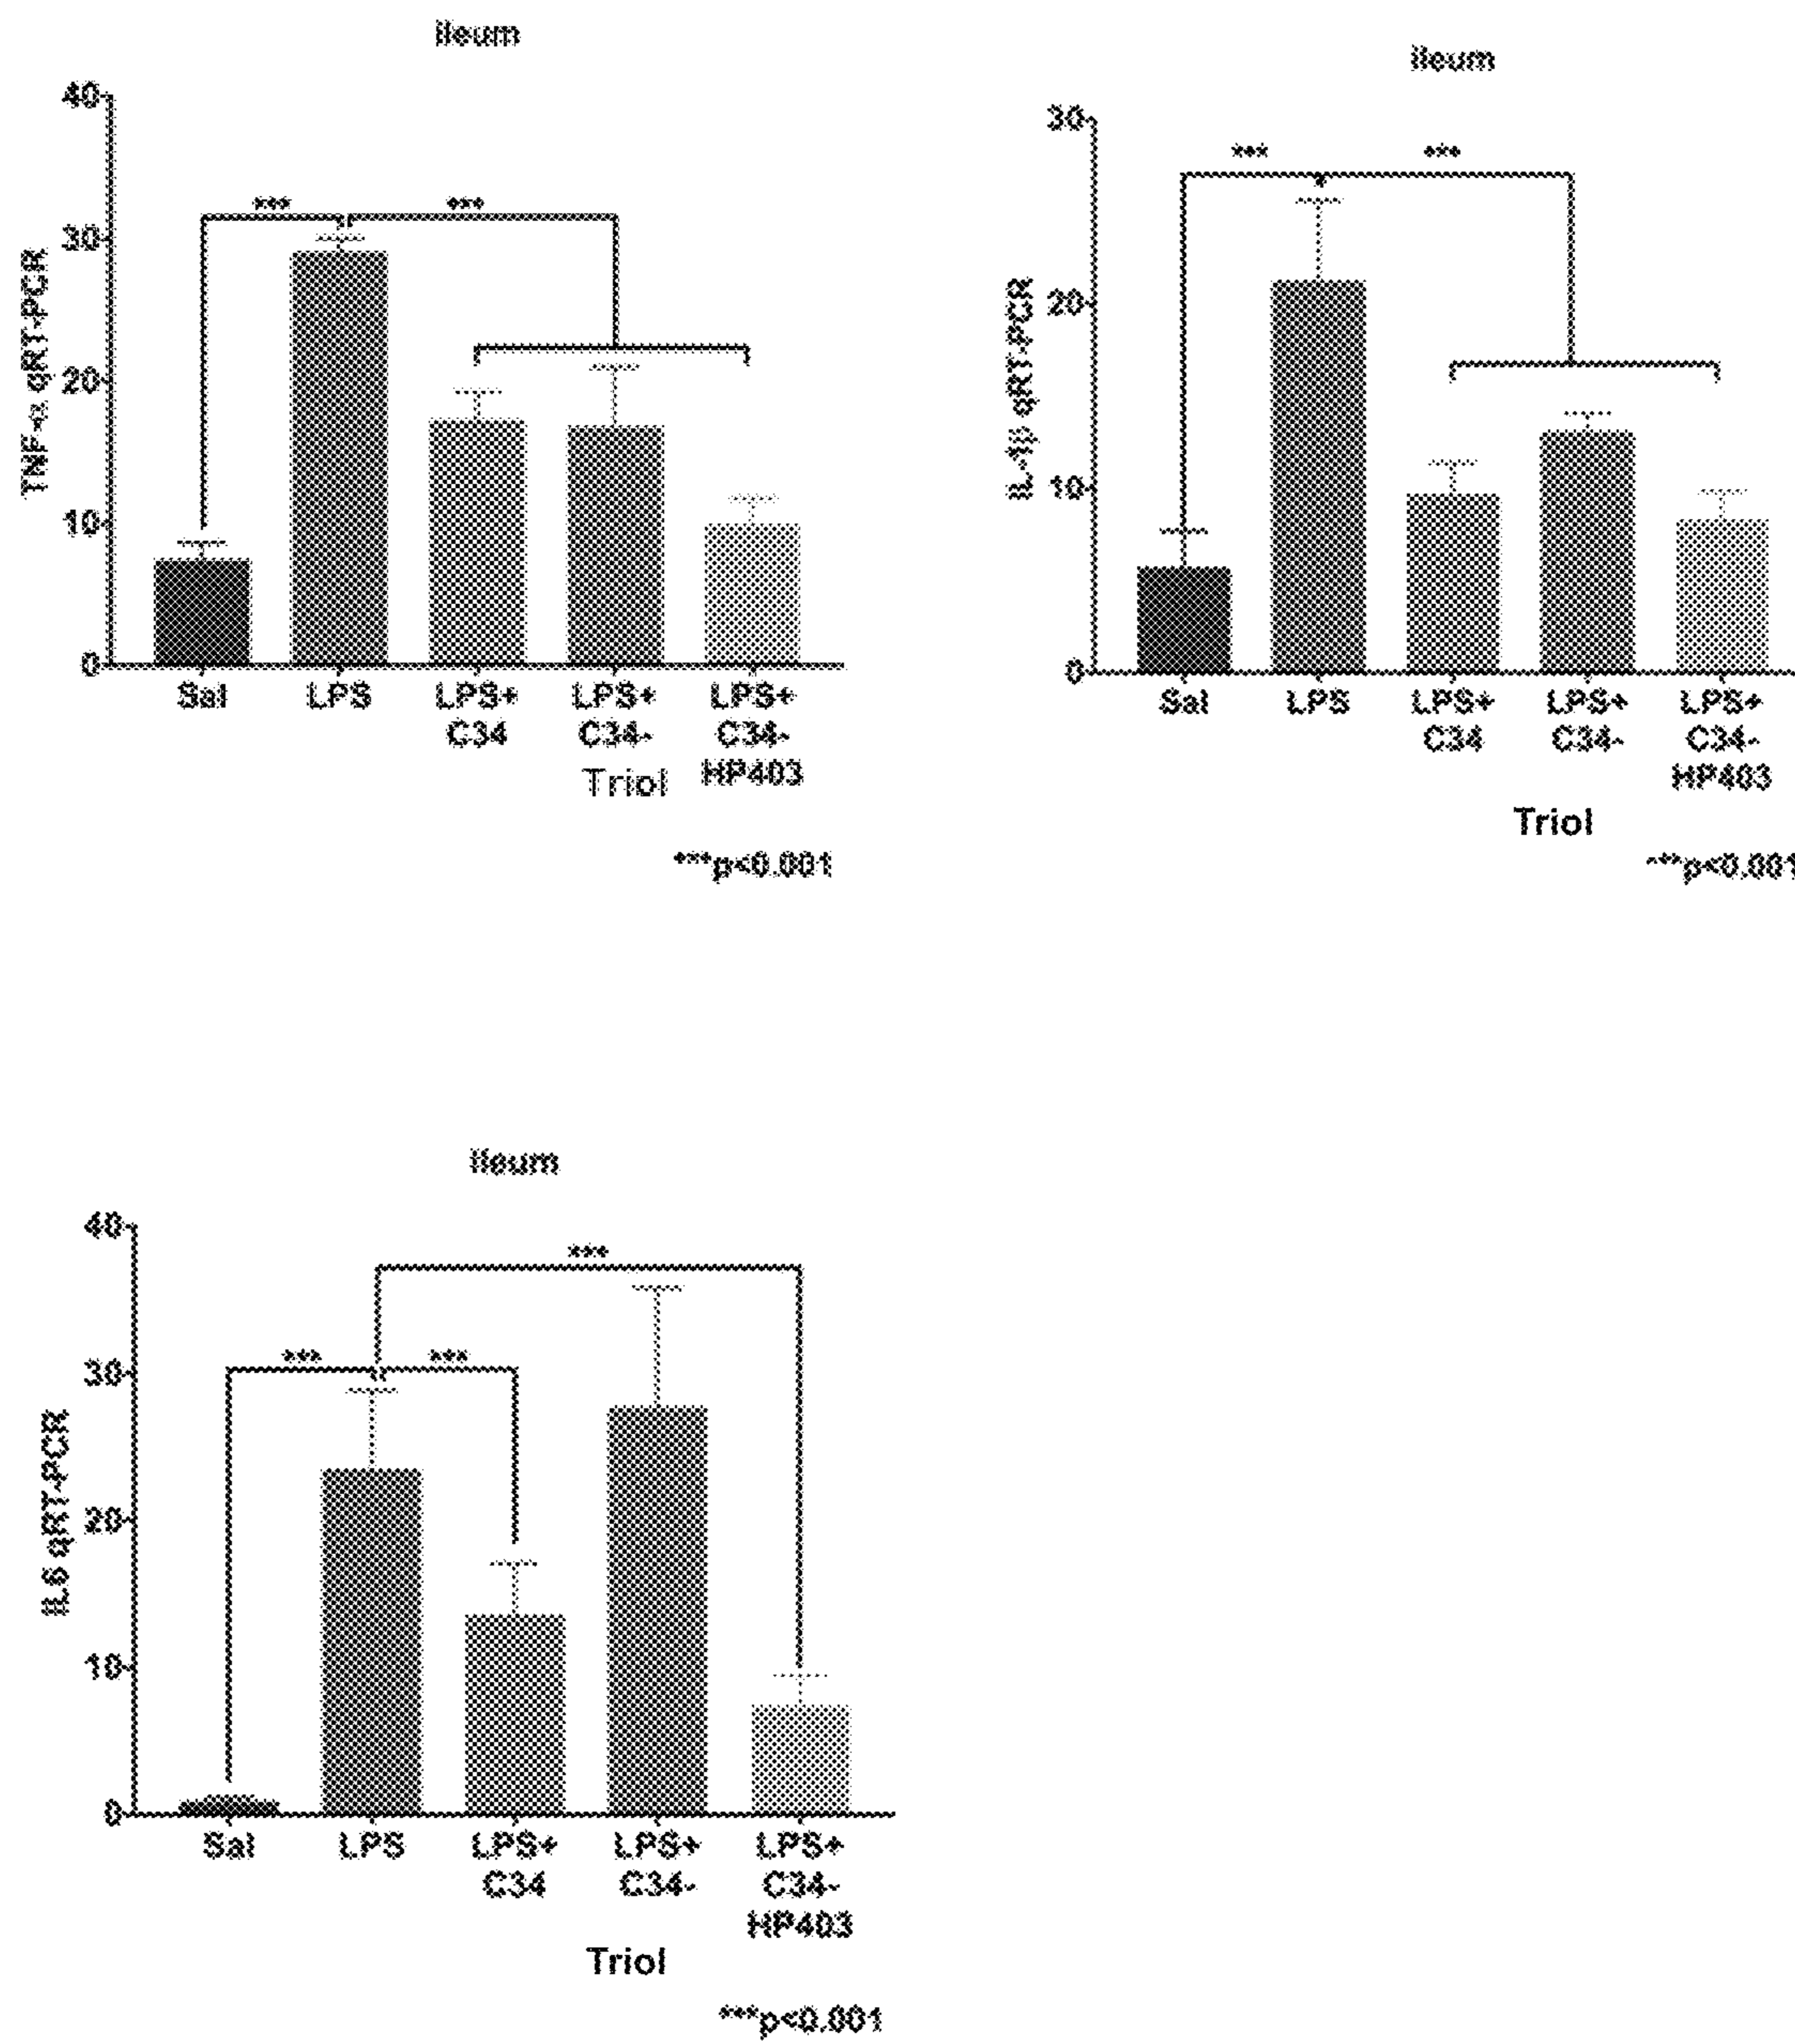 ileum
40
30
20
10
0
TNF-α qRT-PCR
***
***
Sal
LPS
LPS+
C34
LPS+
C34-
Triol
LPS+
C34-
HP403
***p<0.001
ileum
30
20
10
0
IL-1β qRT-PCR
***
***
Sal
LPS
LPS+
C34
LPS+
C34-
Triol
LPS+
C34-
HP403
***p<0.001
Ileum
40
30
20
10
0
IL6 qRT-PCR
***
***
***
Sal
LPS
LPS+
C34
LPS+
C34-
Triol
LPS+
C34-
HP403
***p<0.001